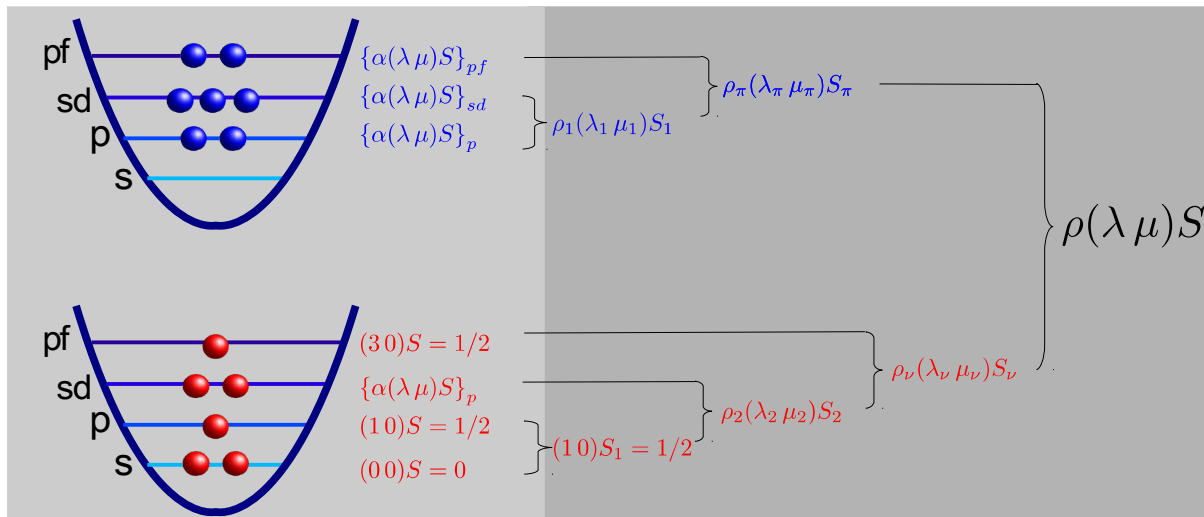 pf {α(λ μ)S}_{pf}
ρ_π(λ_π μ_π)S_π
sd {α(λ μ)S}_{sd}
ρ_1(λ_1 μ_1)S_1
p {α(λ μ)S}_p
s
ρ(λ μ)S
pf (3 0)S = 1/2
ρ_ν(λ_ν μ_ν)S_ν
sd {α(λ μ)S}_p
ρ_2(λ_2 μ_2)S_2
p (1 0)S = 1/2
(1 0)S_1 = 1/2
s (0 0)S = 0